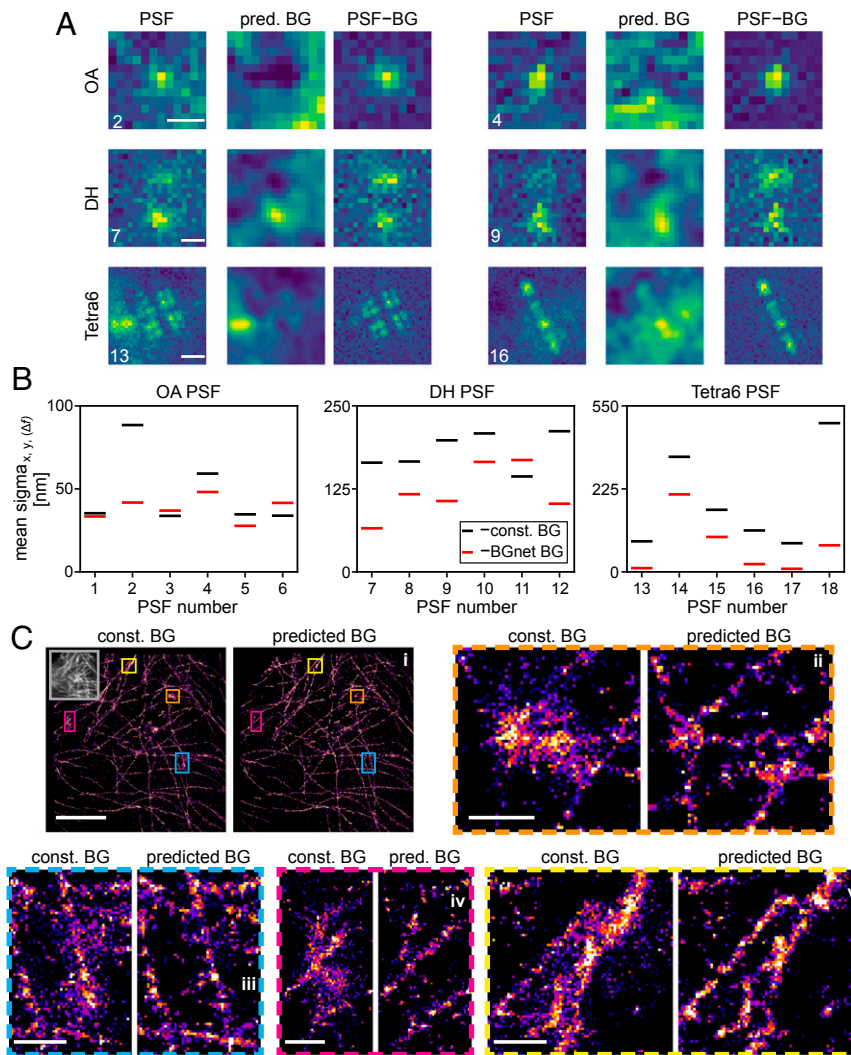 A
PSF pred. BG PSF−BG PSF pred. BG PSF−BG
OA
2
4
DH
7
9
Tetra6
13
16
B
OA PSF DH PSF Tetra6 PSF
mean sigma x, y, (Δf)
[nm]
100
50
0
1 2 3 4 5 6
PSF number
250
125
0
−const. BG
−BGnet BG
7 8 9 10 11 12
PSF number
550
225
0
13 14 15 16 17 18
PSF number
C
const. BG predicted BG
i
const. BG predicted BG
ii
const. BG predicted BG
iii
const. BG pred. BG
iv
const. BG predicted BG